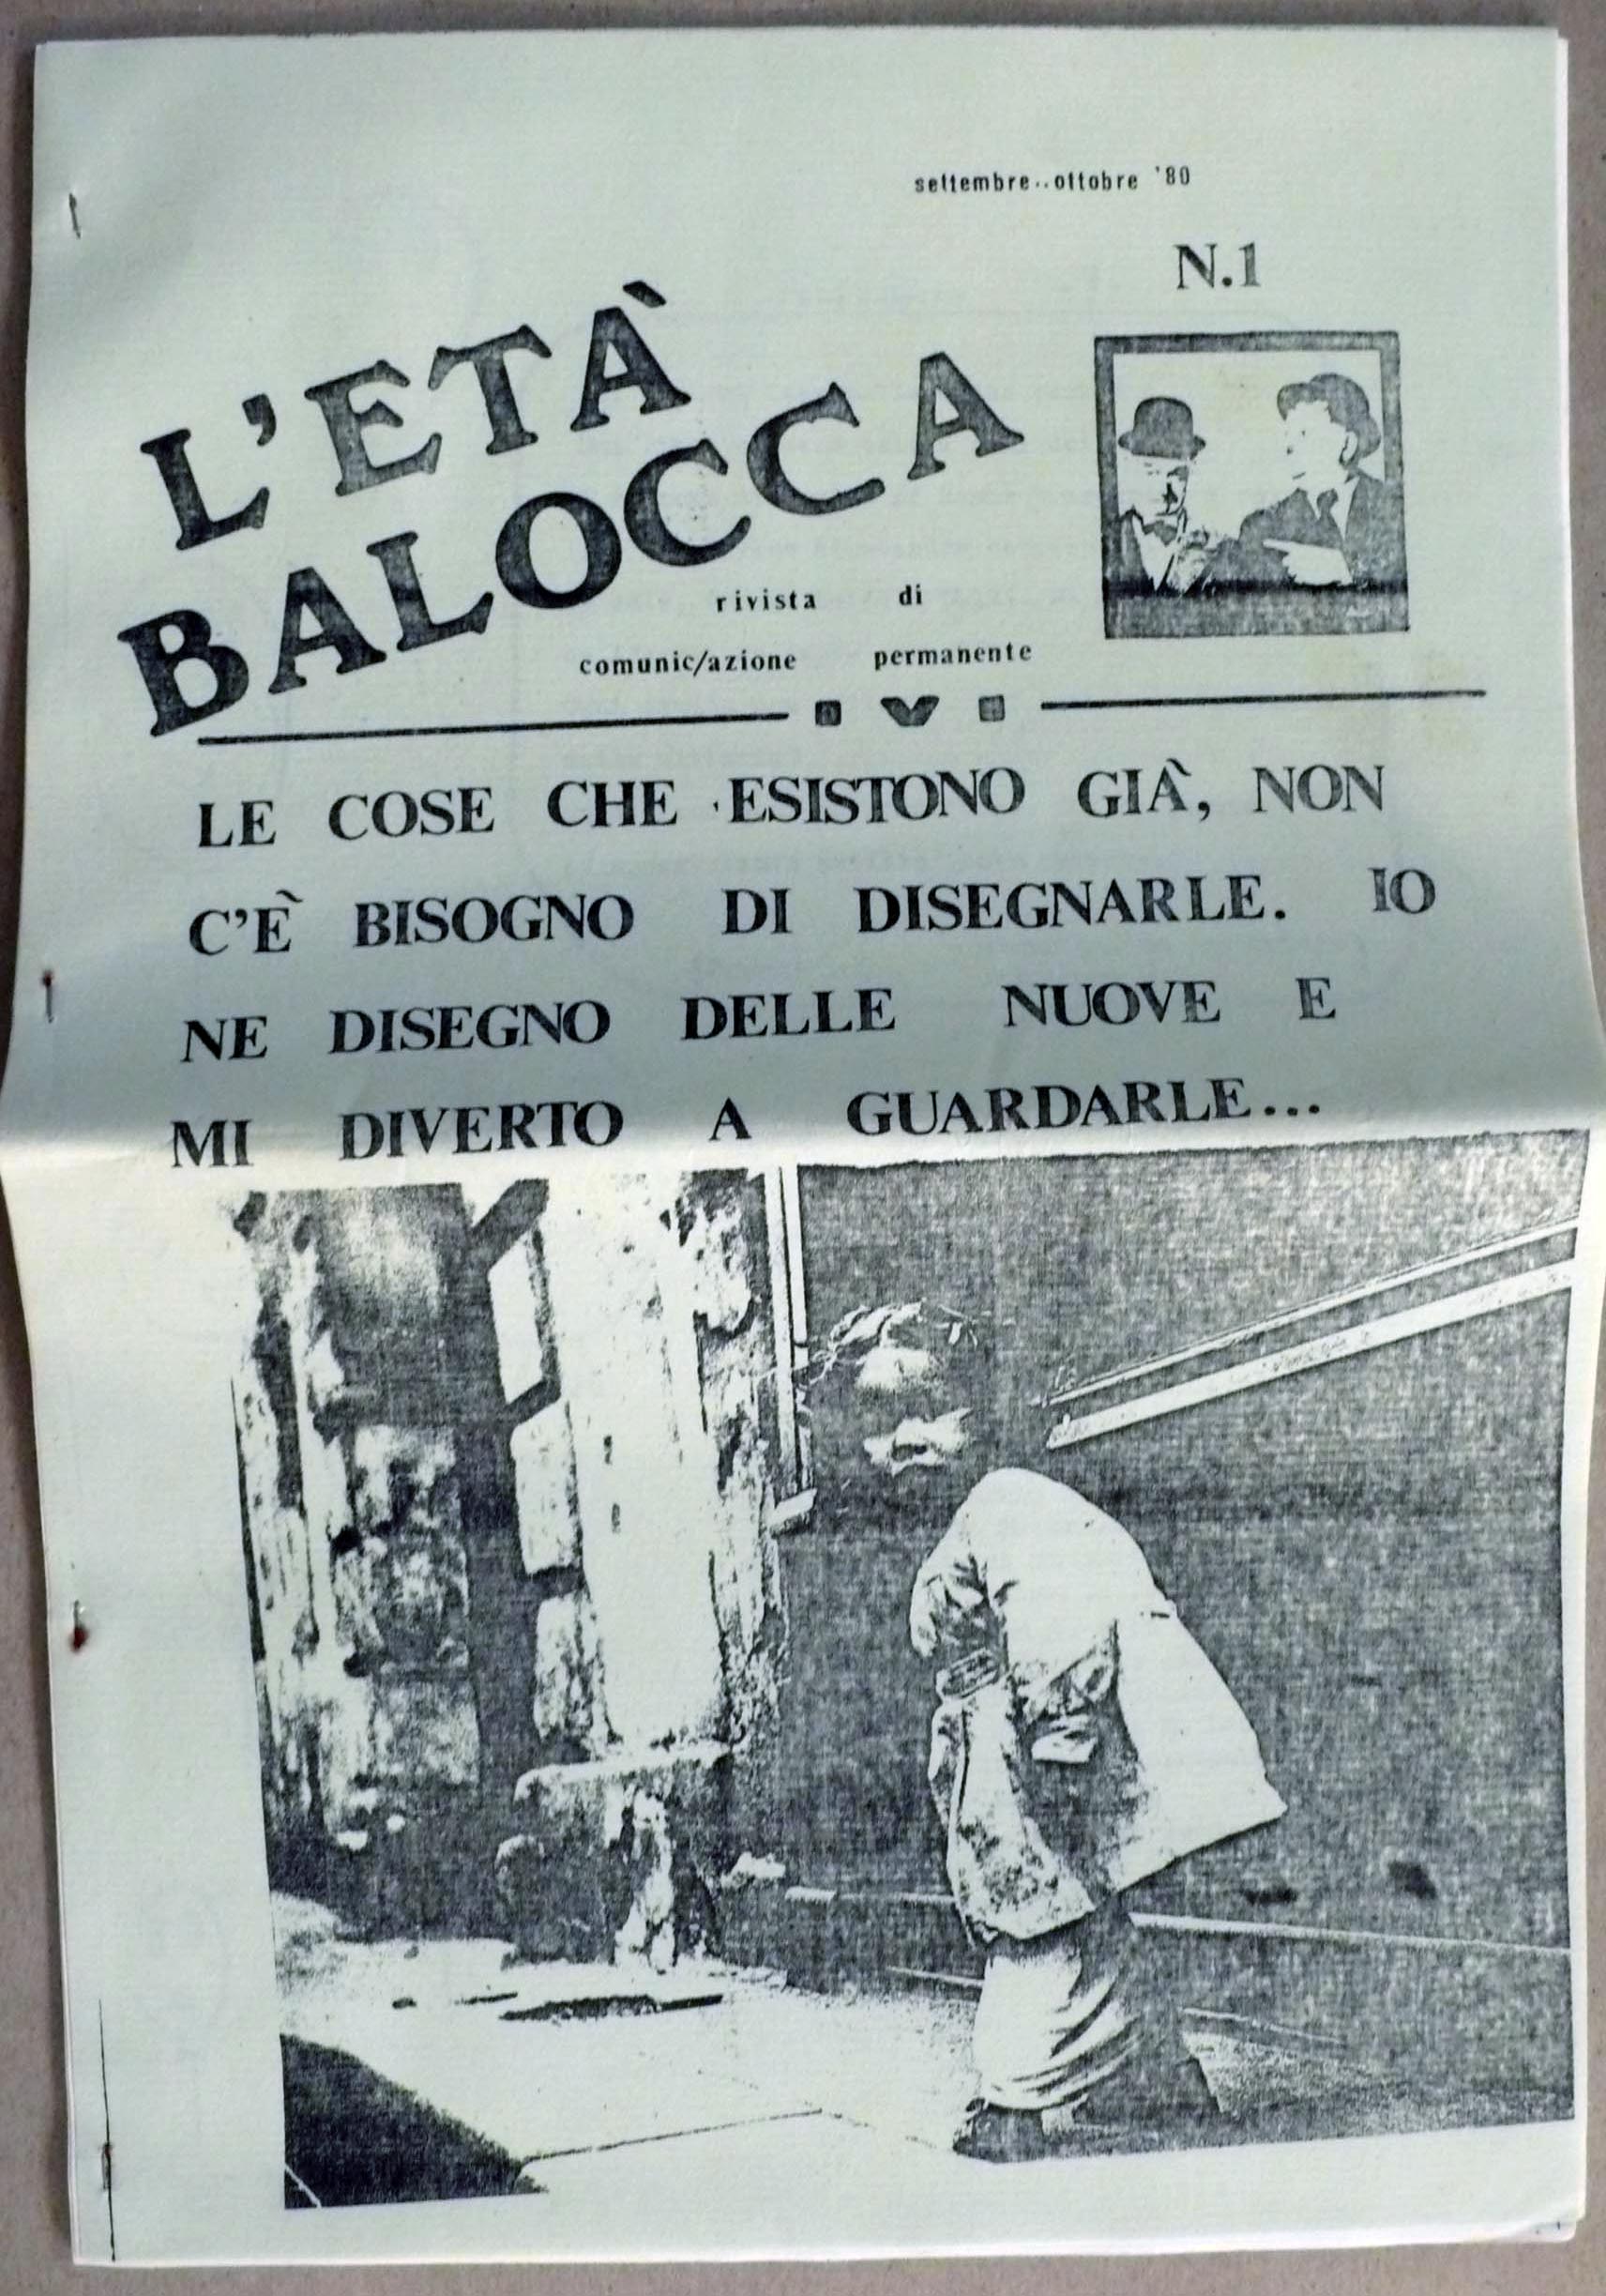 settembre..ottobre '80
N.1
L'ETÀ
BALOCCA
rivista di
comunic/azione permanente
LE COSE CHE ESISTONO GIÀ, NON
C'È BISOGNO DI DISEGNARLE. IO
NE DISEGNO DELLE NUOVE E
MI DIVERTO A GUARDARLE...